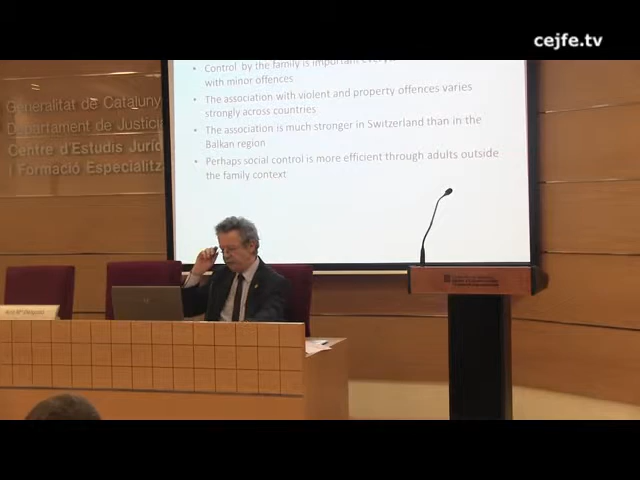 cejfe.tv
Control by the family is important
with minor offences
The association with violent and property offences varies
strongly across countries
The association is much stronger in Switzerland than in the
Balkan region
Perhaps social control is more efficient through adults outside
the family context
Generalitat de Catalunya
Departament de Justícia
Centre d'Estudis Juríd
i Formació Especialitz